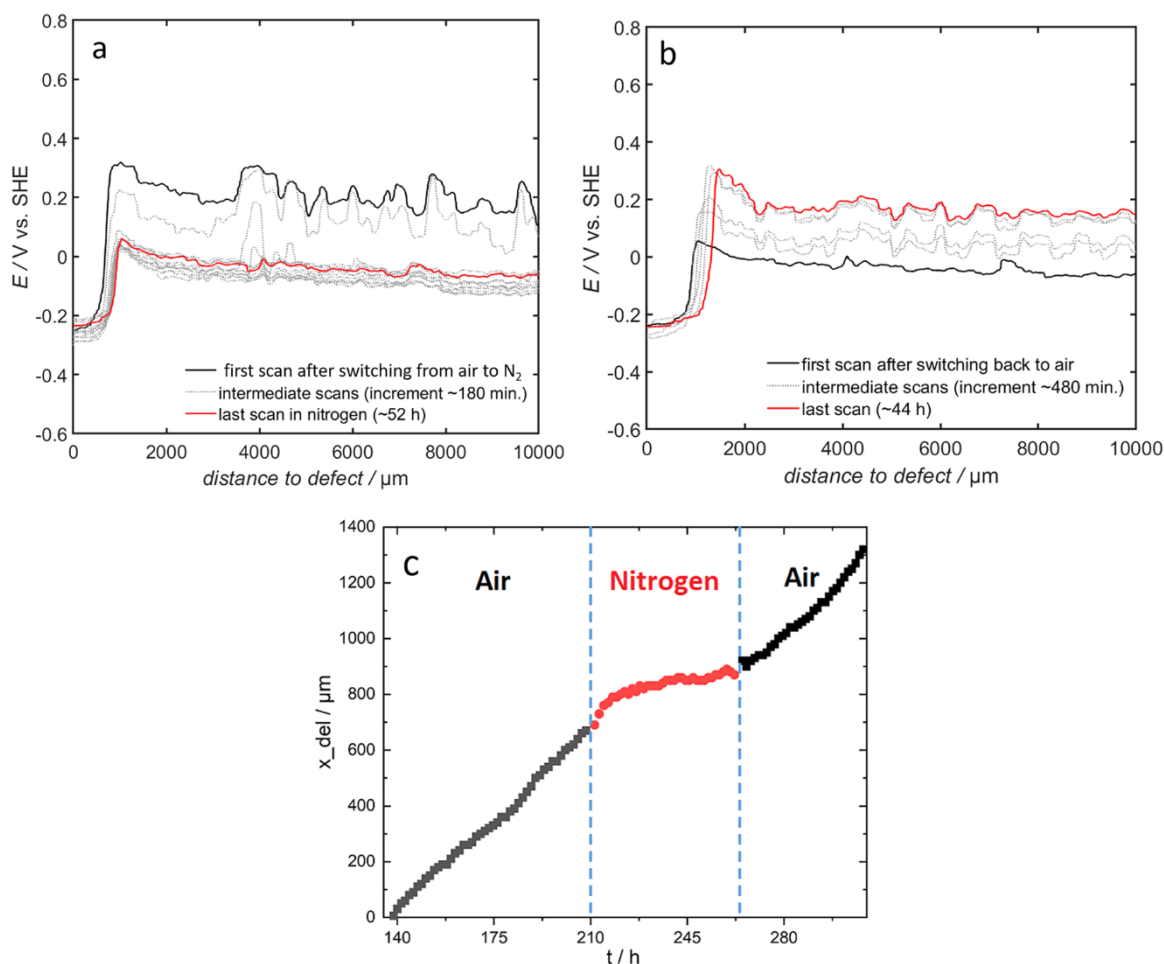 a
0.8
0.6
0.4
0.2
0
-0.2
-0.4
-0.6
E / V vs. SHE
first scan after switching from air to N₂
intermediate scans (increment ~180 min.)
last scan in nitrogen (~52 h)
0 2000 4000 6000 8000 10000
distance to defect / µm
b
0.8
0.6
0.4
0.2
0
-0.2
-0.4
-0.6
E / V vs. SHE
first scan after switching back to air
intermediate scans (increment ~480 min.)
last scan (~44 h)
0 2000 4000 6000 8000 10000
distance to defect / µm
C
Air Nitrogen Air
1400
1200
1000
800
600
400
200
0
x_del / µm
140 175 210 245 280
t / h